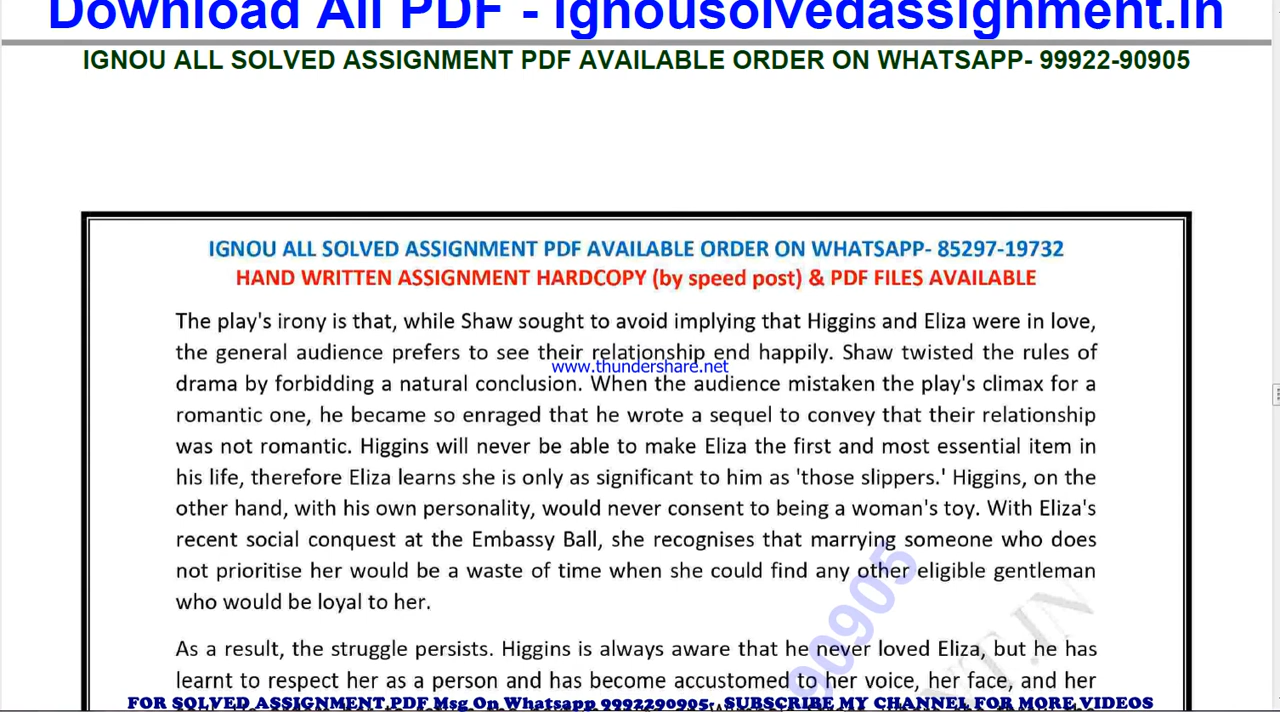 Download All PDF - ignousolvedassignment.in
IGNOU ALL SOLVED ASSIGNMENT PDF AVAILABLE ORDER ON WHATSAPP- 99922-90905
IGNOU ALL SOLVED ASSIGNMENT PDF AVAILABLE ORDER ON WHATSAPP- 85297-19732
HAND WRITTEN ASSIGNMENT HARDCOPY (by speed post) & PDF FILES AVAILABLE
The play's irony is that, while Shaw sought to avoid implying that Higgins and Eliza were in love,
the general audience prefers to see their relationship end happily. Shaw twisted the rules of
www.thundershare.net
drama by forbidding a natural conclusion. When the audience mistaken the play's climax for a
romantic one, he became so enraged that he wrote a sequel to convey that their relationship
was not romantic. Higgins will never be able to make Eliza the first and most essential item in
his life, therefore Eliza learns she is only as significant to him as 'those slippers.' Higgins, on the
other hand, with his own personality, would never consent to being a woman's toy. With Eliza's
recent social conquest at the Embassy Ball, she recognises that marrying someone who does
not prioritise her would be a waste of time when she could find any other eligible gentleman
who would be loyal to her.
90905
NT.IN
As a result, the struggle persists. Higgins is always aware that he never loved Eliza, but he has
learnt to respect her as a person and has become accustomed to her voice, her face, and her
FOR SOLVED ASSIGNMENT PDF Msg On Whatsapp 9992290905, SUBSCRIBE MY CHANNEL FOR MORE VIDEOS